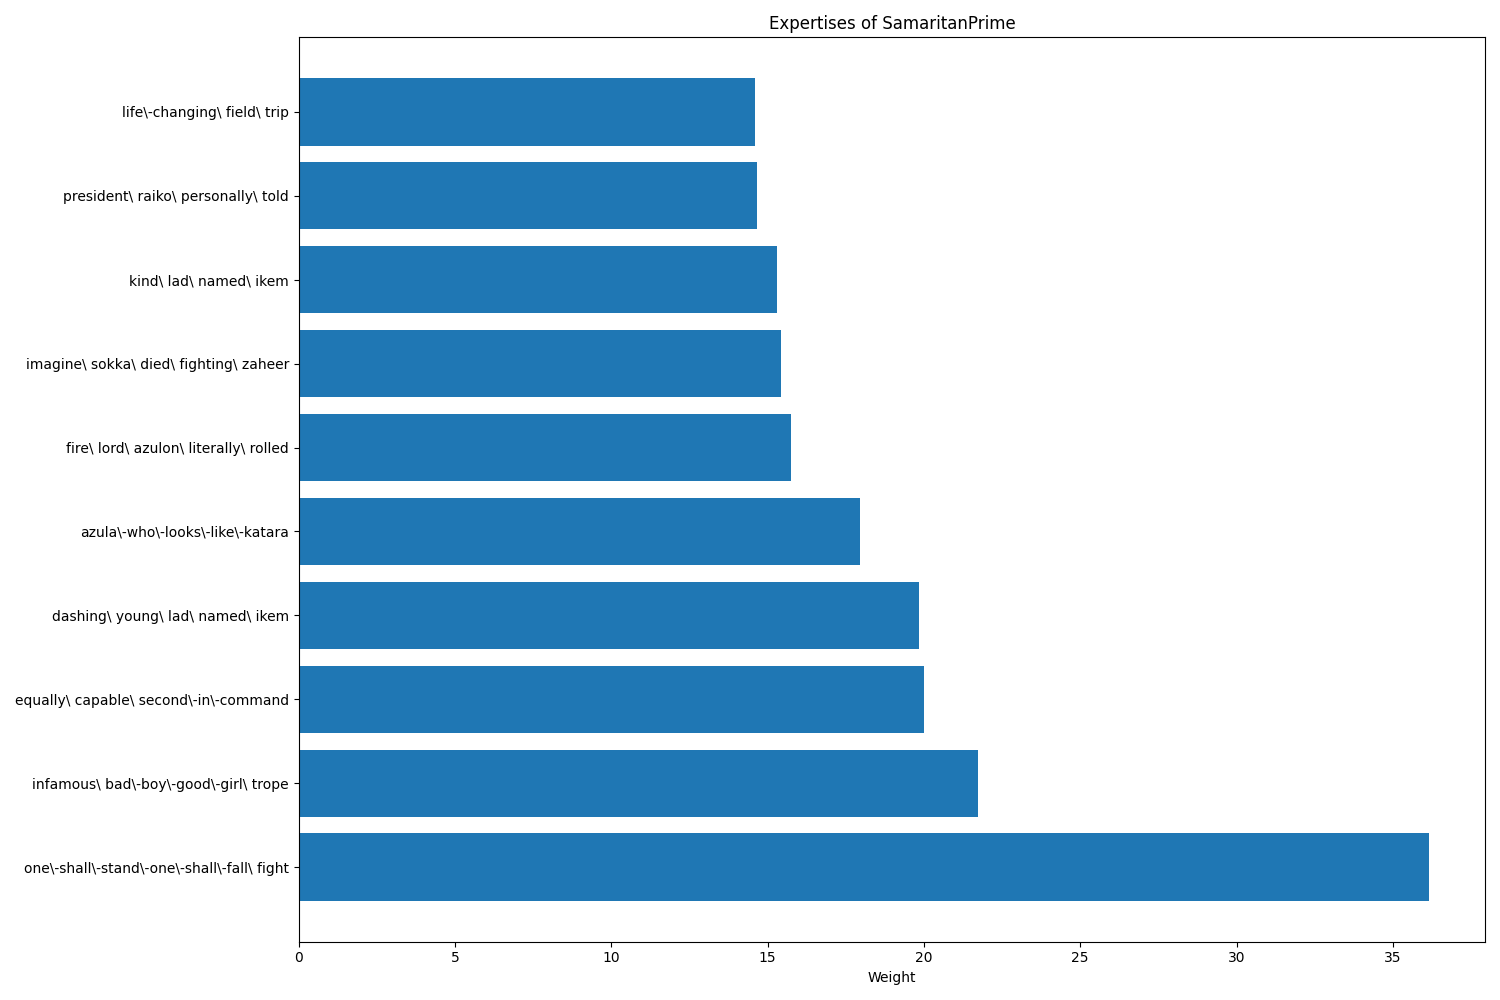 Expertises of SamaritanPrime
life\-changing\ field\ trip
president\ raiko\ personally\ told
kind\ lad\ named\ ikem
imagine\ sokka\ died\ fighting\ zaheer
fire\ lord\ azulon\ literally\ rolled
azula\-who\-looks\-like\-katara
dashing\ young\ lad\ named\ ikem
equally\ capable\ second\-in\-command
infamous\ bad\-boy\-good\-girl\ trope
one\-shall\-stand\-one\-shall\-fall\ fight
0 5 10 15 20 25 30 35
Weight